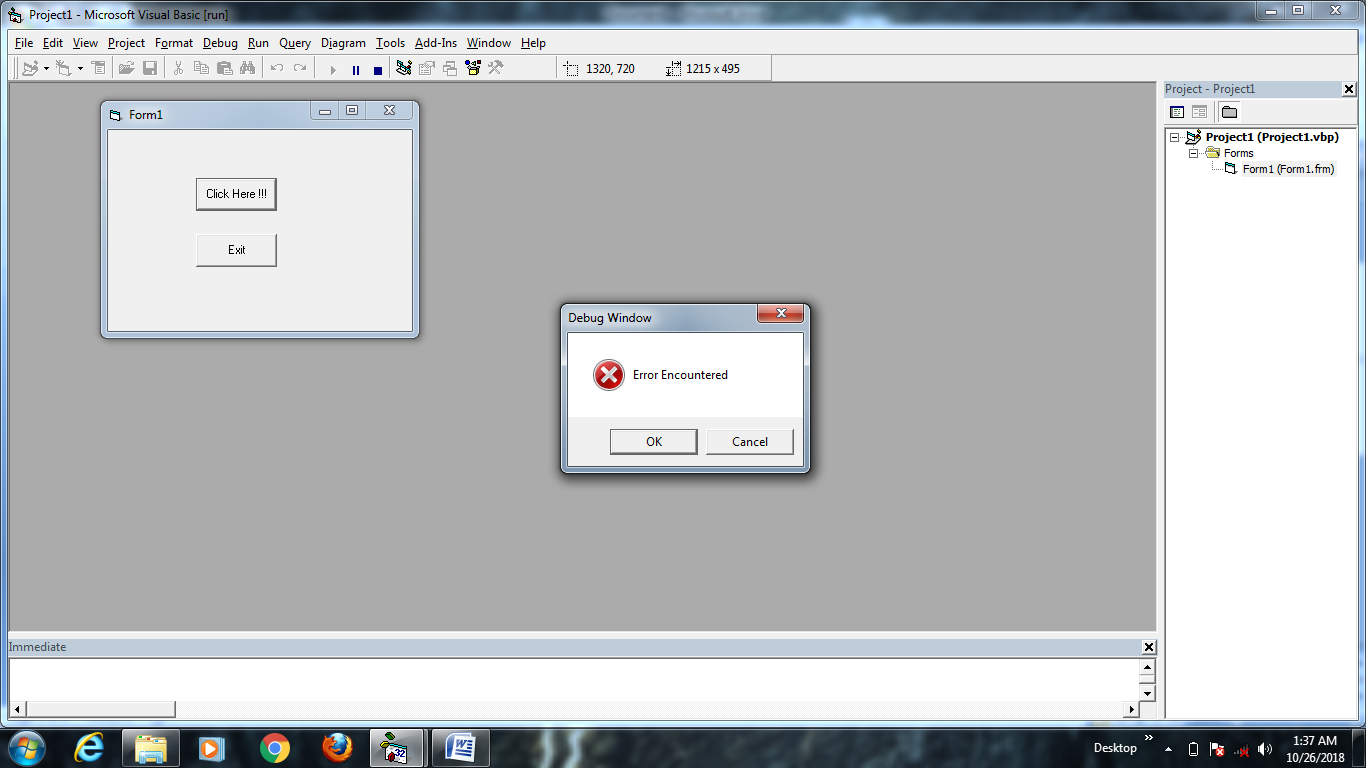 Project1 - Microsoft Visual Basic [run]
File Edit View Project Format Debug Run Query Diagram Tools Add-Ins Window Help
1320, 720 1215 x 495
Project - Project1
Form1
Project1 (Project1.vbp)
Forms
Form1 (Form1.frm)
Click Here !!!
Exit
Debug Window
Error Encountered
OK Cancel
Immediate
32
Desktop
1:37 AM
10/26/2018